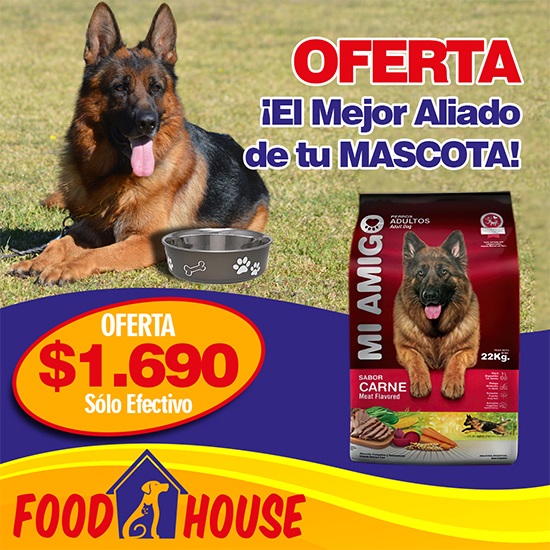 OFERTA
¡El Mejor Aliado
de tu MASCOTA!
PERROS
ADULTOS
Adult Dog
MI AMIGO
22Kg.
SABOR
CARNE
Meat Flavored
OFERTA
$1.690
Sólo Efectivo
FOOD HOUSE